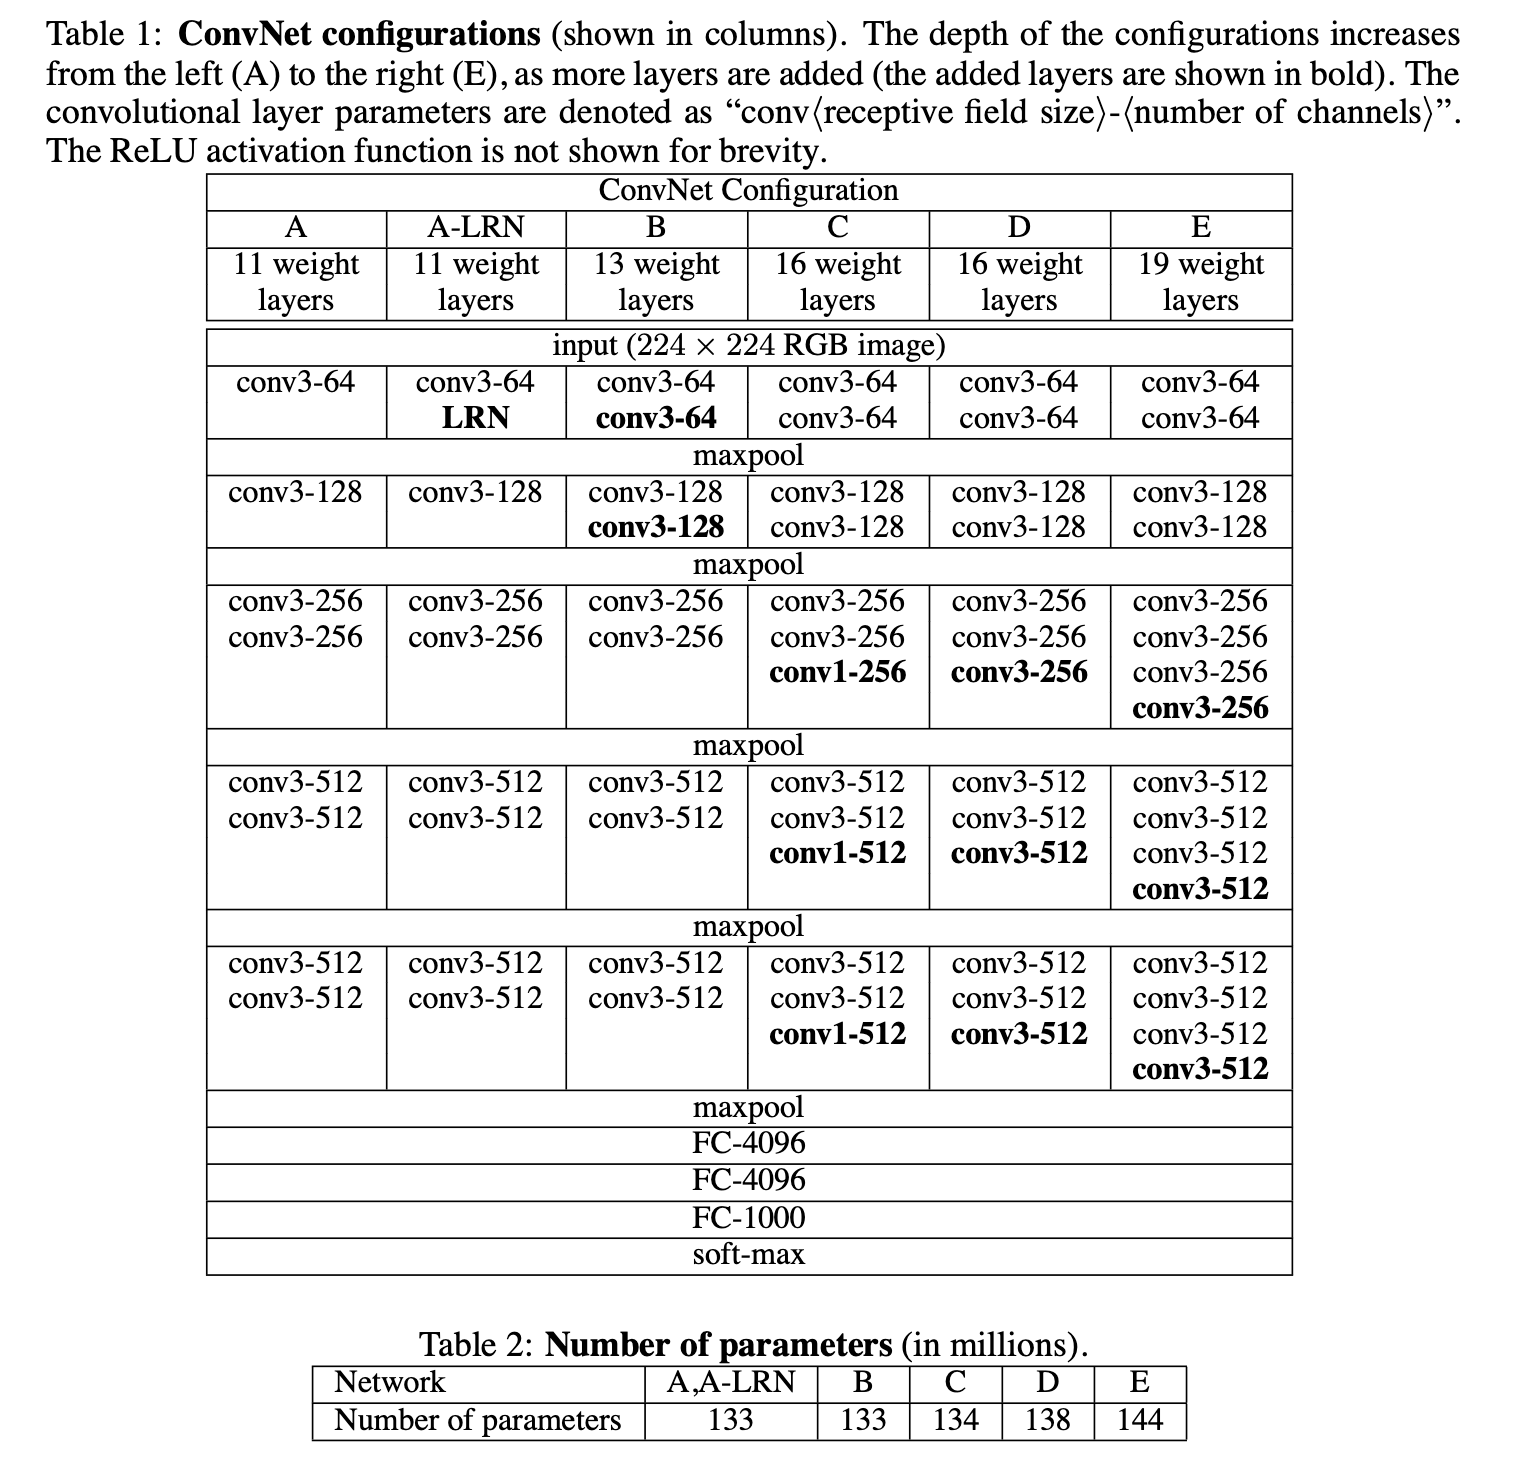 Table 1: ConvNet configurations (shown in columns). The depth of the configurations increases
from the left (A) to the right (E), as more layers are added (the added layers are shown in bold). The
convolutional layer parameters are denoted as “conv⟨receptive field size⟩-⟨number of channels⟩”.
The ReLU activation function is not shown for brevity.
ConvNet Configuration
A A-LRN B C D E
11 weight 11 weight 13 weight 16 weight 16 weight 19 weight
layers layers layers layers layers layers
input (224 × 224 RGB image)
conv3-64 conv3-64 conv3-64 conv3-64 conv3-64 conv3-64
LRN conv3-64 conv3-64 conv3-64 conv3-64
maxpool
conv3-128 conv3-128 conv3-128 conv3-128 conv3-128 conv3-128
conv3-128 conv3-128 conv3-128 conv3-128
maxpool
conv3-256 conv3-256 conv3-256 conv3-256 conv3-256 conv3-256
conv3-256 conv3-256 conv3-256 conv3-256 conv3-256 conv3-256
conv1-256 conv3-256 conv3-256
conv3-256
maxpool
conv3-512 conv3-512 conv3-512 conv3-512 conv3-512 conv3-512
conv3-512 conv3-512 conv3-512 conv3-512 conv3-512 conv3-512
conv1-512 conv3-512 conv3-512
conv3-512
maxpool
conv3-512 conv3-512 conv3-512 conv3-512 conv3-512 conv3-512
conv3-512 conv3-512 conv3-512 conv3-512 conv3-512 conv3-512
conv1-512 conv3-512 conv3-512
conv3-512
maxpool
FC-4096
FC-4096
FC-1000
soft-max
Table 2: Number of parameters (in millions).
Network A,A-LRN B C D E
Number of parameters 133 133 134 138 144